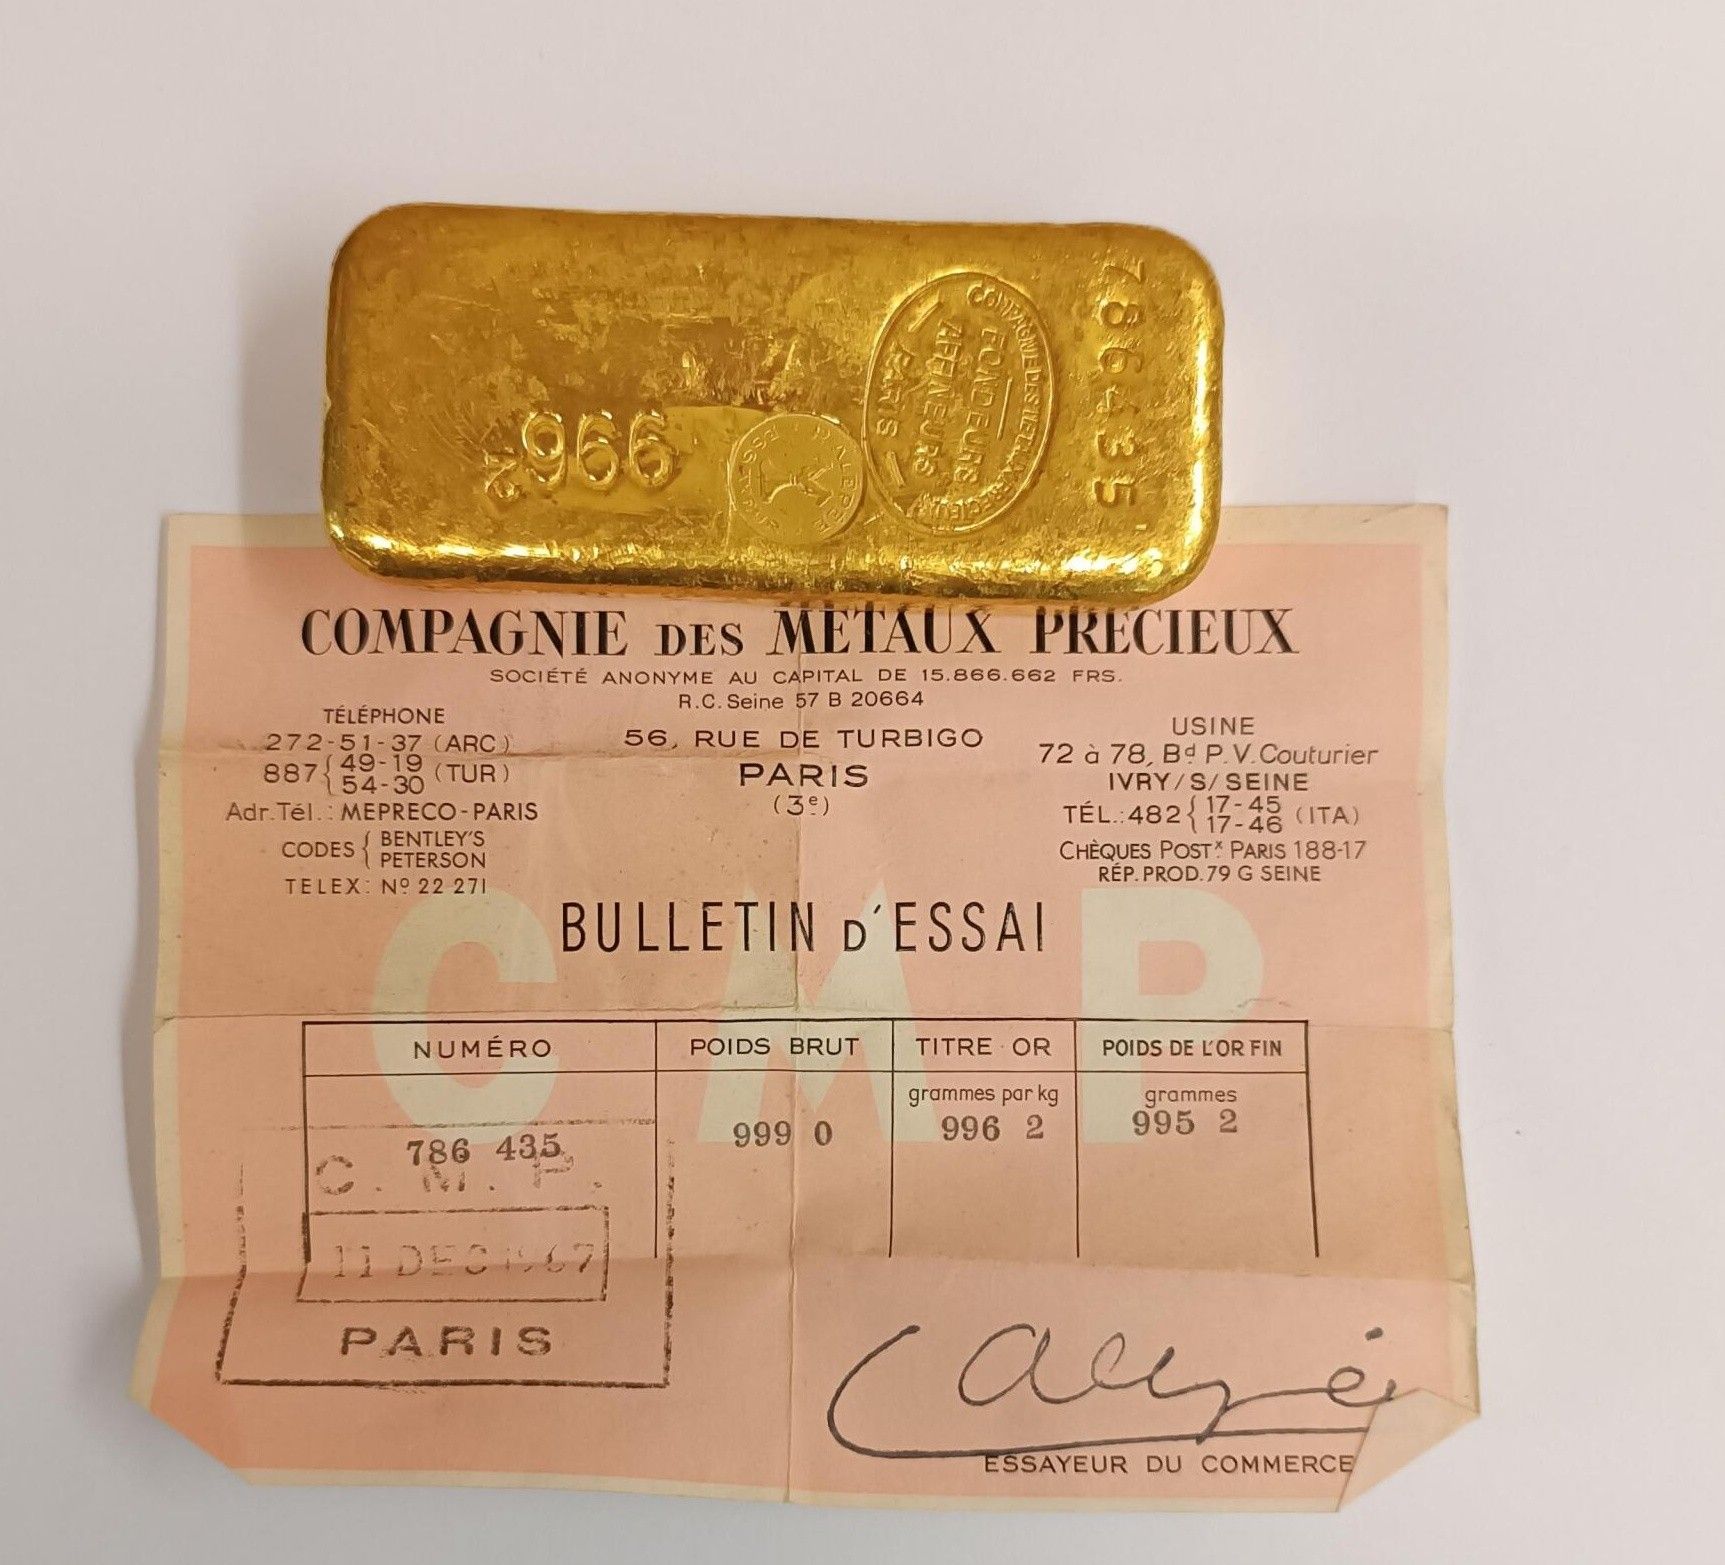 786435
COMPAGNIE DES METAUX PRECIEUX
FONDEURS
AFFINEURS
PARIS
996
2
COMPAGNIE DES METAUX PRECIEUX
SOCIÉTÉ ANONYME AU CAPITAL DE 15.866.662 FRS.
R.C. Seine 57 B 20664
TÉLÉPHONE
272-51-37 (ARC)
887 { 49-19
54-30 (TUR)
Adr. Tél.: MEPRECO-PARIS
CODES { BENTLEY'S
PETERSON
TELEX: Nº 22 271
56, RUE DE TURBIGO
PARIS
(3e)
USINE
72 à 78, Bd P.V. Couturier
IVRY/S/SEINE
TÉL.: 482 { 17-45
17-46 (ITA)
CHÈQUES POSTx PARIS 188-17
RÉP. PROD. 79 G SEINE
BULLETIN D'ESSAI
CMP
NUMÉRO POIDS BRUT TITRE OR POIDS DE L'OR FIN
grammes par kg grammes
786 435 999 0 996 2 995 2
C. M. P.
11 DEC 1967
PARIS
ESSAYEUR DU COMMERCE